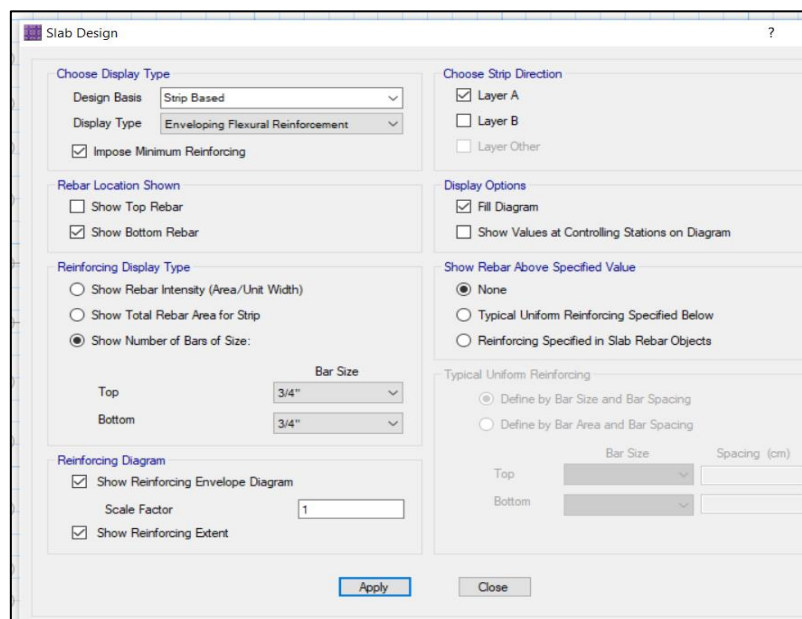 Slab Design ?
Choose Display Type
Design Basis Strip Based
Display Type Enveloping Flexural Reinforcement
Impose Minimum Reinforcing
Rebar Location Shown
Show Top Rebar
Show Bottom Rebar
Reinforcing Display Type
Show Rebar Intensity (Area/Unit Width)
Show Total Rebar Area for Strip
Show Number of Bars of Size:
Bar Size
Top 3/4"
Bottom 3/4"
Reinforcing Diagram
Show Reinforcing Envelope Diagram
Scale Factor 1
Show Reinforcing Extent
Choose Strip Direction
Layer A
Layer B
Layer Other
Display Options
Fill Diagram
Show Values at Controlling Stations on Diagram
Show Rebar Above Specified Value
None
Typical Uniform Reinforcing Specified Below
Reinforcing Specified in Slab Rebar Objects
Typical Uniform Reinforcing
Define by Bar Size and Bar Spacing
Define by Bar Area and Bar Spacing
Bar Size Spacing (cm)
Top
Bottom
Apply Close